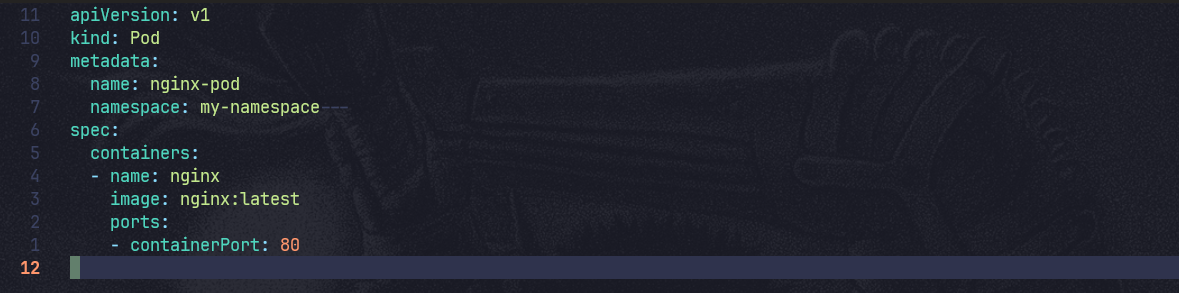 11 apiVersion: v1
10 kind: Pod
9 metadata:
8   name: nginx-pod
7   namespace: my-namespace---
6 spec:
5   containers:
4   - name: nginx
3     image: nginx:latest
2     ports:
1     - containerPort: 80
12